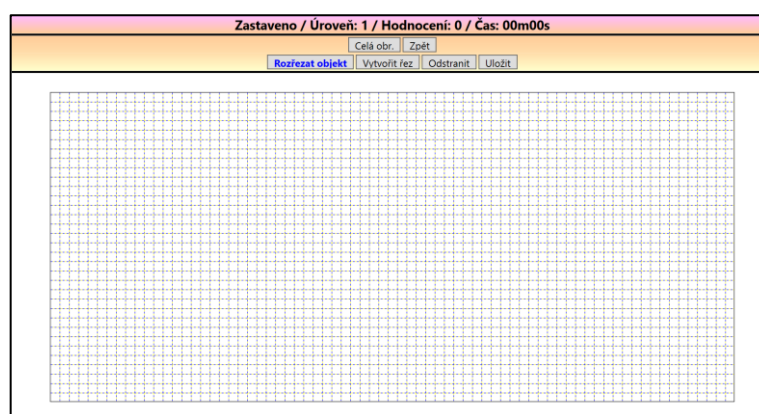 Zastaveno / Úroveň: 1 / Hodnocení: 0 / Čas: 00m00s
Celá obr. Zpět
Rozřezat objekt Vytvořit řez Odstranit Uložit